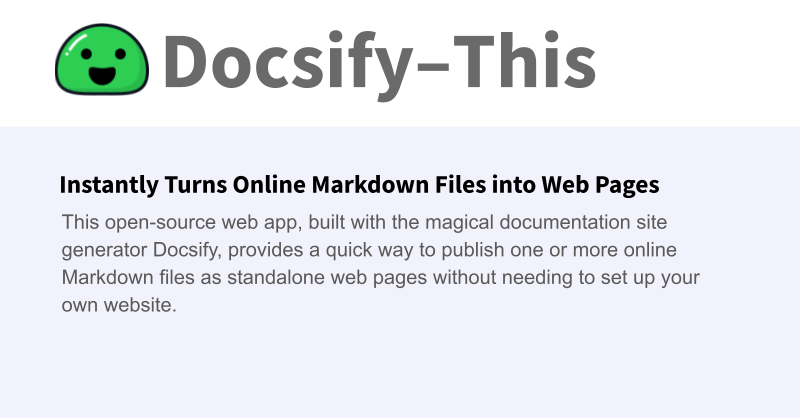 Docsify–This
Instantly Turns Online Markdown Files into Web Pages
This open-source web app, built with the magical documentation site
generator Docsify, provides a quick way to publish one or more online
Markdown files as standalone web pages without needing to set up your
own website.